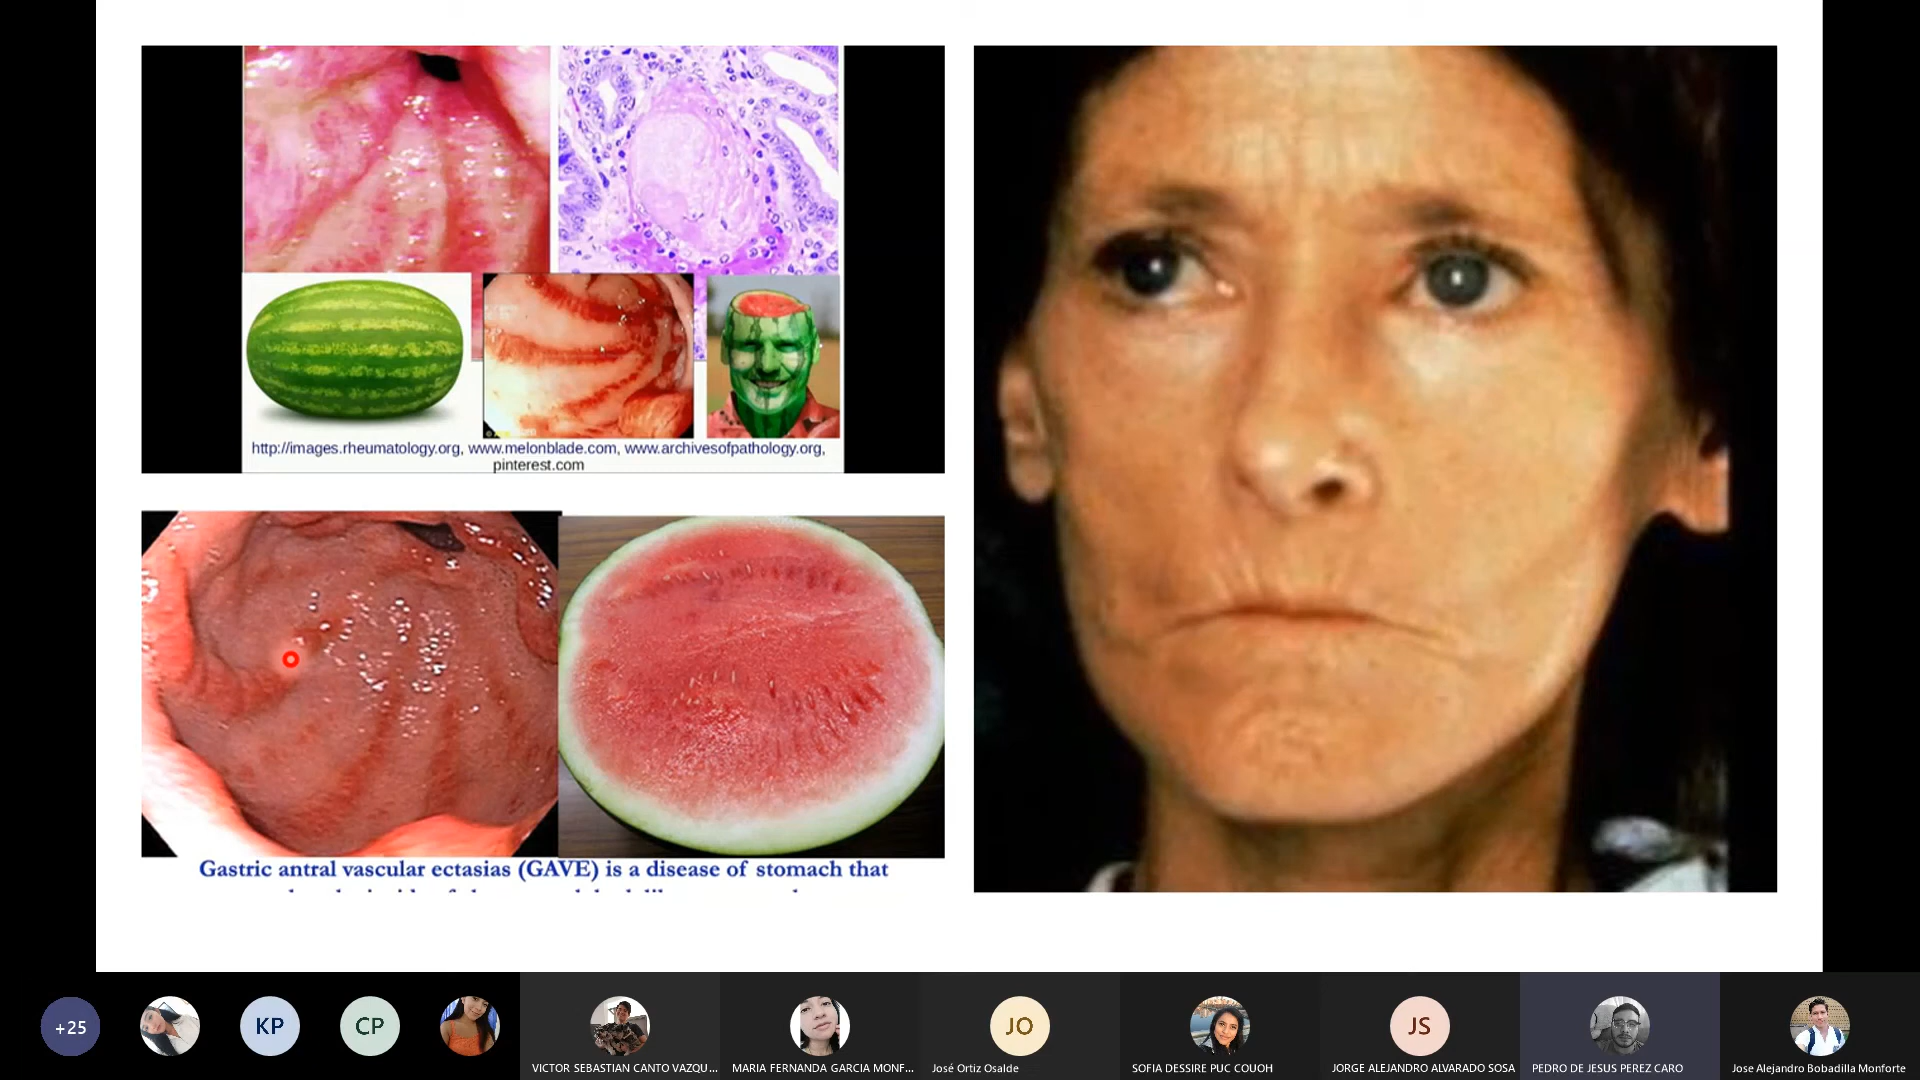 http://images.rheumatology.org, www.melonblade.com, www.archivesofpathology.org,
pinterest.com
Gastric antral vascular ectasias (GAVE) is a disease of stomach that
+25
KP
CP
JO
JS
VICTOR SEBASTIAN CANTO VAZQU...
MARIA FERNANDA GARCIA MONF...
José Ortiz Osalde
SOFIA DESSIRE PUC COUOH
JORGE ALEJANDRO ALVARADO SOSA
PEDRO DE JESUS PEREZ CARO
Jose Alejandro Bobadilla Monforte